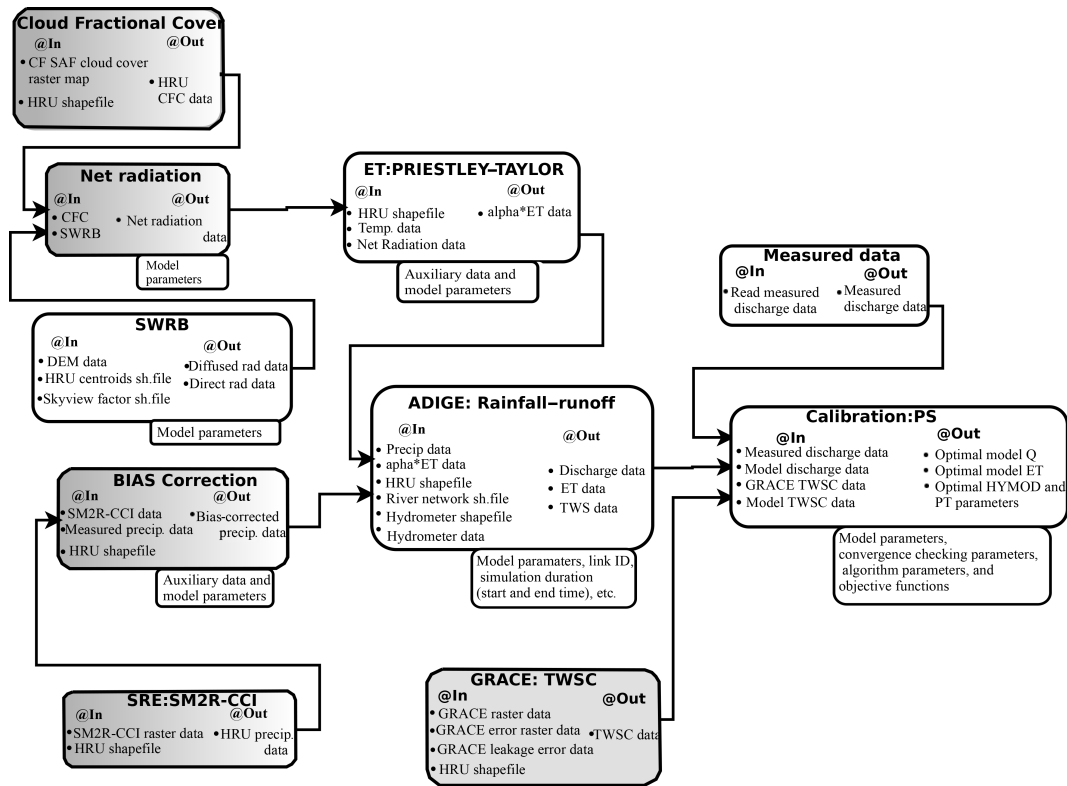 Cloud Fractional Cover
@In
@Out
• CF SAF cloud cover
raster map
• HRU shapefile
• HRU
CFC data
Net radiation
@In
@Out
• CFC
• SWRB
• Net radiation
data
Model
parameters
SWRB
@In
@Out
• DEM data
• HRU centroids sh.file
• Skyview factor sh.file
• Diffused rad data
• Direct rad data
Model parameters
BIAS Correction
@In
@Out
• SM2R-CCI data
• Measured precip. data
• HRU shapefile
• Bias-corrected
precip. data
Auxiliary data and
model parameters
SRE:SM2R-CCI
@In
@Out
• SM2R-CCI raster data
• HRU shapefile
• HRU precip.
data
ET:PRIESTLEY–TAYLOR
@In
@Out
• HRU shapefile
• Temp. data
• Net Radiation data
• alpha*ET data
Auxiliary data and
model parameters
ADIGE: Rainfall–runoff
@In
@Out
• Precip data
• apha*ET data
• HRU shapefile
• River network sh.file
• Hydrometer shapefile
• Hydrometer data
• Discharge data
• ET data
• TWS data
Model paramaters, link ID,
simulation duration
(start and end time), etc.
GRACE: TWSC
@In
@Out
• GRACE raster data
• GRACE error raster data
• GRACE leakage error data
• HRU shapefile
• TWSC data
Measured data
@In
@Out
• Read measured
discharge data
• Measured
discharge data
Calibration:PS
@In
@Out
• Measured discharge data
• Model discharge data
• GRACE TWSC data
• Model TWSC data
• Optimal model Q
• Optimal model ET
• Optimal HYMOD and
PT parameters
Model parameters,
convergence checking parameters,
algorithm parameters, and
objective functions